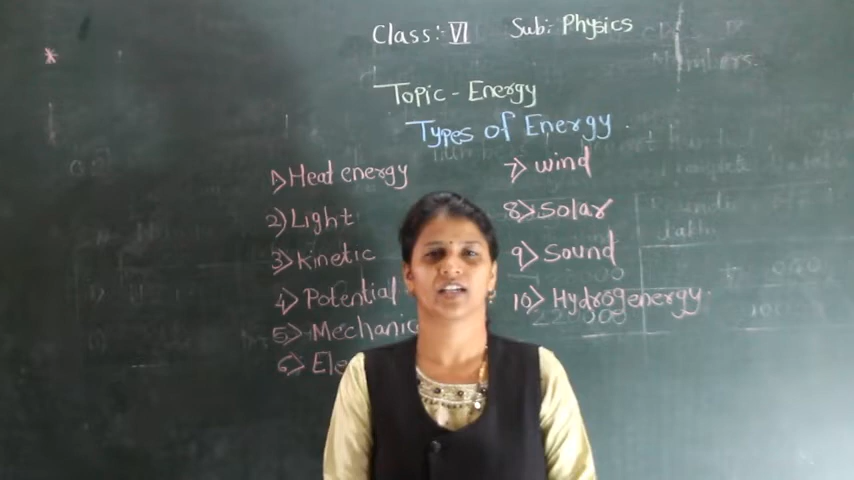 Class:- VI Sub:- Physics
Topic - Energy
Types of Energy
1) Heat energy
2) Light
3) Kinetic
4) Potential
5) Mechanic
6) Ele
7) wind
8) Solar
9) Sound
10) Hydrogenergy